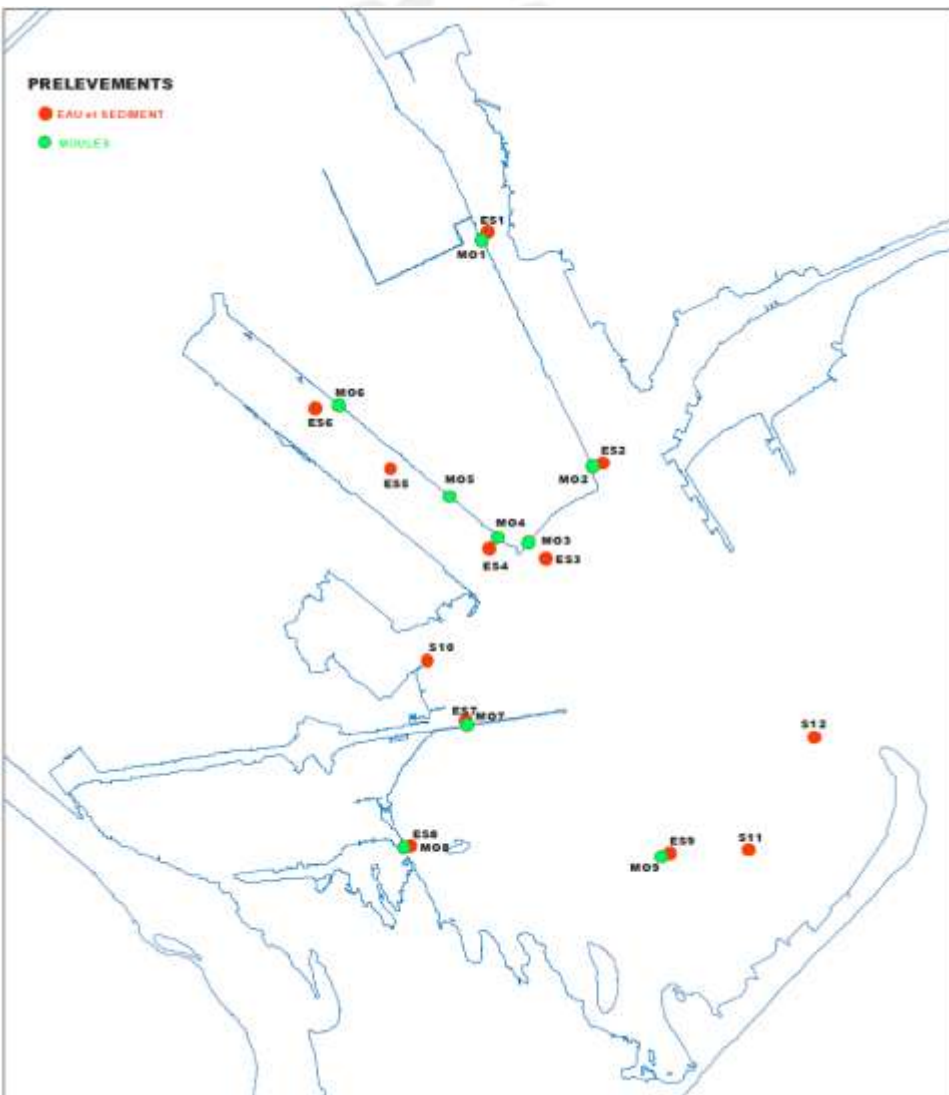 PRELEVEMENTS
EAU et SEDIMENT
MOULES
ES1
MO1
MO6
ES6
ES2
MO2
ES5
MO5
MO4
MO3
ES4
ES3
S10
ES7
MO7
S12
ES8
MO8
ES9
S11
MO9